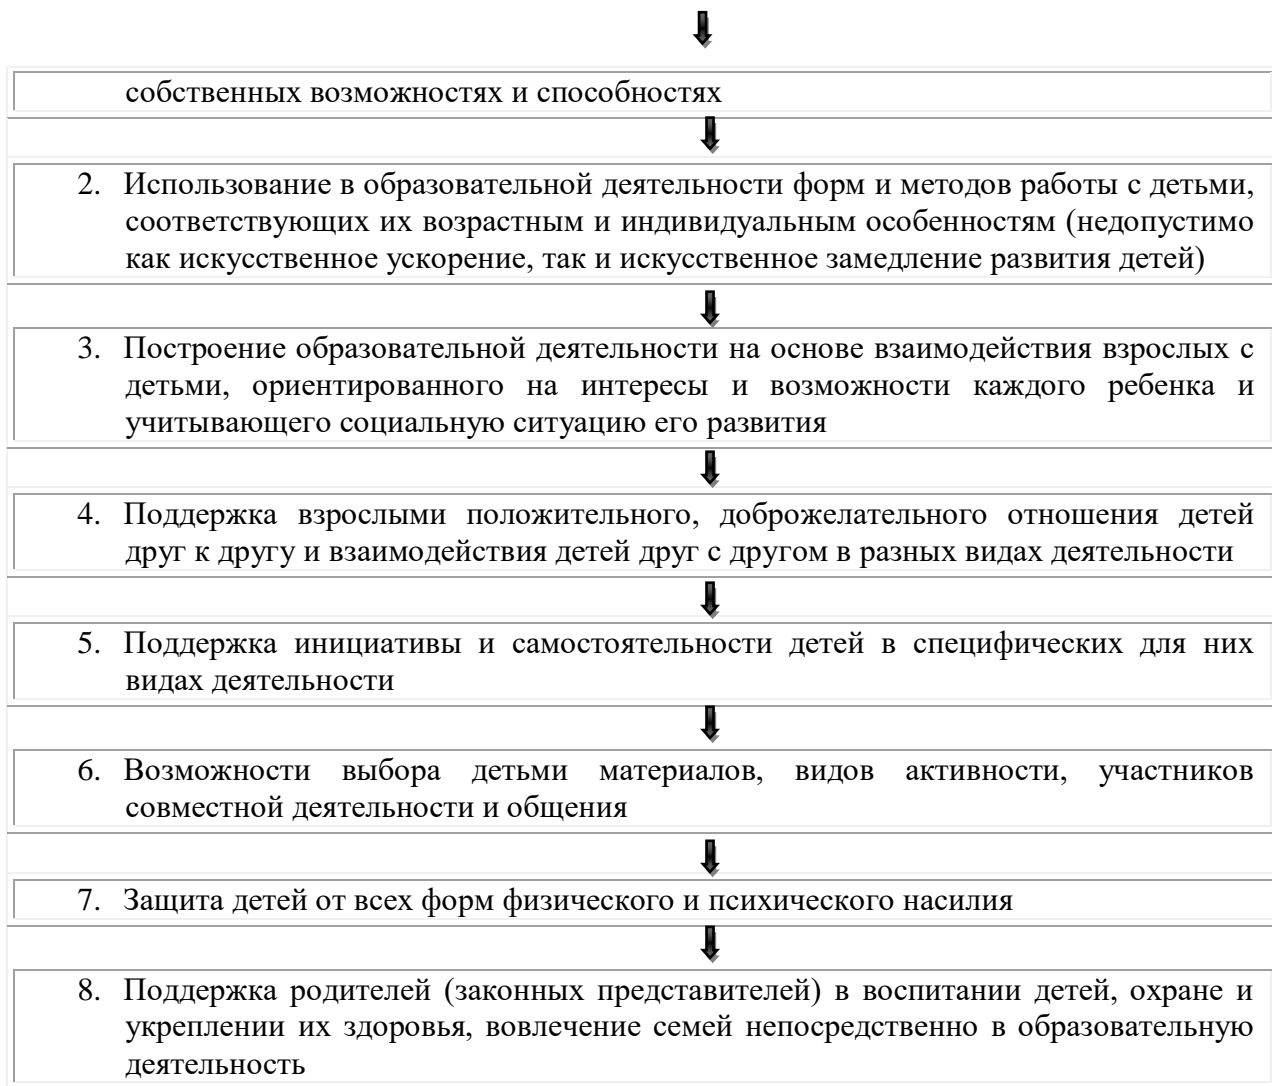 собственных возможностях и способностях
2. Использование в образовательной деятельности форм и методов работы с детьми,
соответствующих их возрастным и индивидуальным особенностям (недопустимо
как искусственное ускорение, так и искусственное замедление развития детей)
3. Построение образовательной деятельности на основе взаимодействия взрослых с
детьми, ориентированного на интересы и возможности каждого ребенка и
учитывающего социальную ситуацию его развития
4. Поддержка взрослыми положительного, доброжелательного отношения детей
друг к другу и взаимодействия детей друг с другом в разных видах деятельности
5. Поддержка инициативы и самостоятельности детей в специфических для них
видах деятельности
6. Возможности выбора детьми материалов, видов активности, участников
совместной деятельности и общения
7. Защита детей от всех форм физического и психического насилия
8. Поддержка родителей (законных представителей) в воспитании детей, охране и
укреплении их здоровья, вовлечение семей непосредственно в образовательную
деятельность